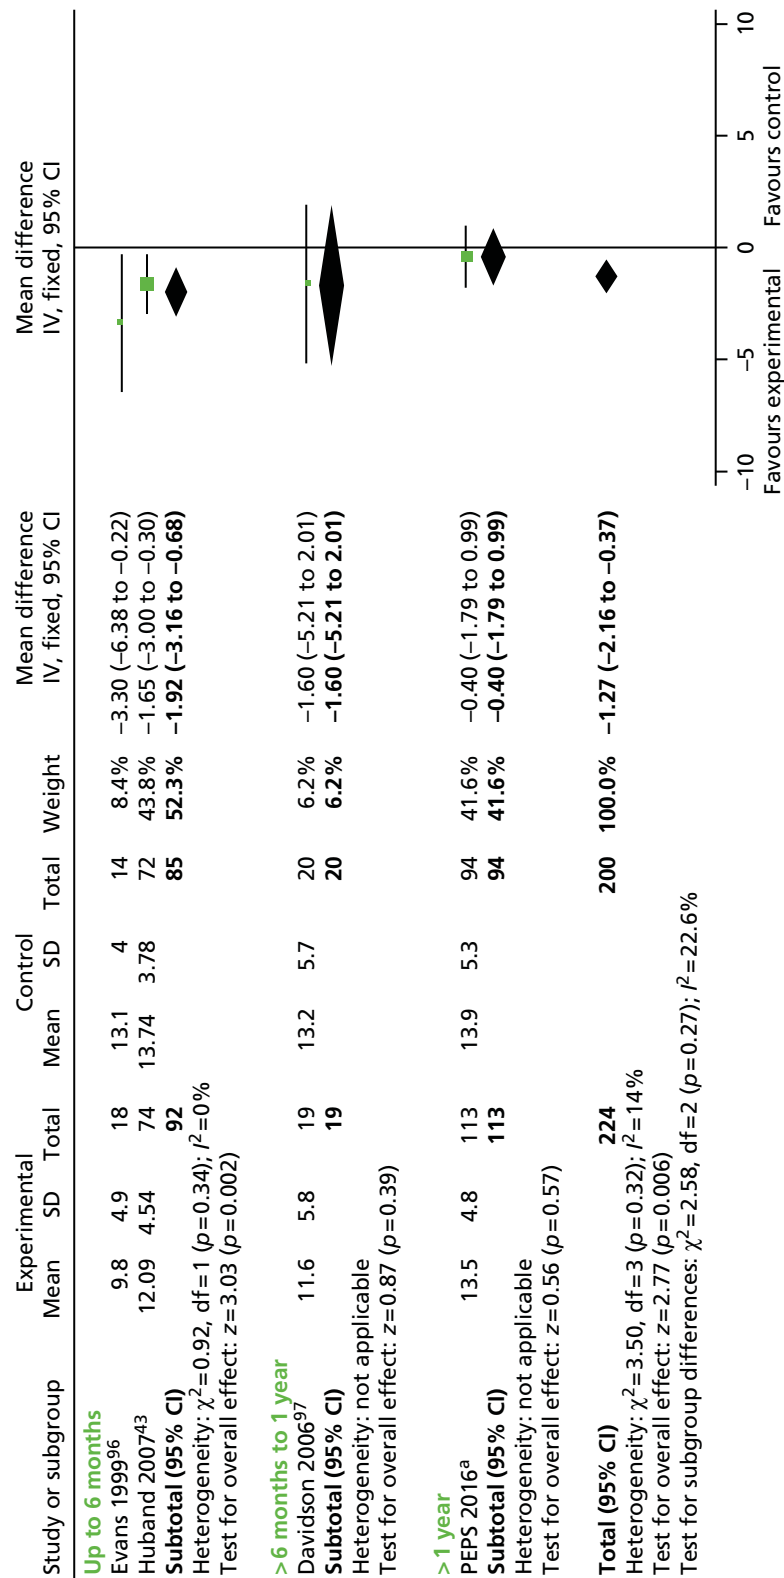 Experimental Control Mean difference Mean difference
Study or subgroup Mean SD Total Mean SD Total Weight IV, fixed, 95% CI IV, fixed, 95% CI
Up to 6 months
Evans 1999⁹⁶ 9.8 4.9 18 13.1 4 14 8.4% −3.30 (−6.38 to −0.22)
Huband 2007⁴³ 12.09 4.54 74 13.74 3.78 72 43.8% −1.65 (−3.00 to −0.30)
Subtotal (95% CI) 92 85 52.3% −1.92 (−3.16 to −0.68)
Heterogeneity: χ²=0.92, df=1 (p=0.34); I²=0%
Test for overall effect: z=3.03 (p=0.002)
>6 months to 1 year
Davidson 2006⁹⁷ 11.6 5.8 19 13.2 5.7 20 6.2% −1.60 (−5.21 to 2.01)
Subtotal (95% CI) 19 20 6.2% −1.60 (−5.21 to 2.01)
Heterogeneity: not applicable
Test for overall effect: z=0.87 (p=0.39)
>1 year
PEPS 2016ᵃ 13.5 4.8 113 13.9 5.3 94 41.6% −0.40 (−1.79 to 0.99)
Subtotal (95% CI) 113 94 41.6% −0.40 (−1.79 to 0.99)
Heterogeneity: not applicable
Test for overall effect: z=0.56 (p=0.57)
Total (95% CI) 224 200 100.0% −1.27 (−2.16 to −0.37)
Heterogeneity: χ²=3.50, df=3 (p=0.32); I²=14%
Test for overall effect: z=2.77 (p=0.006)
Test for subgroup differences: χ²=2.58, df=2 (p=0.27); I²=22.6%
−10 −5 0 5 10
Favours experimental Favours control